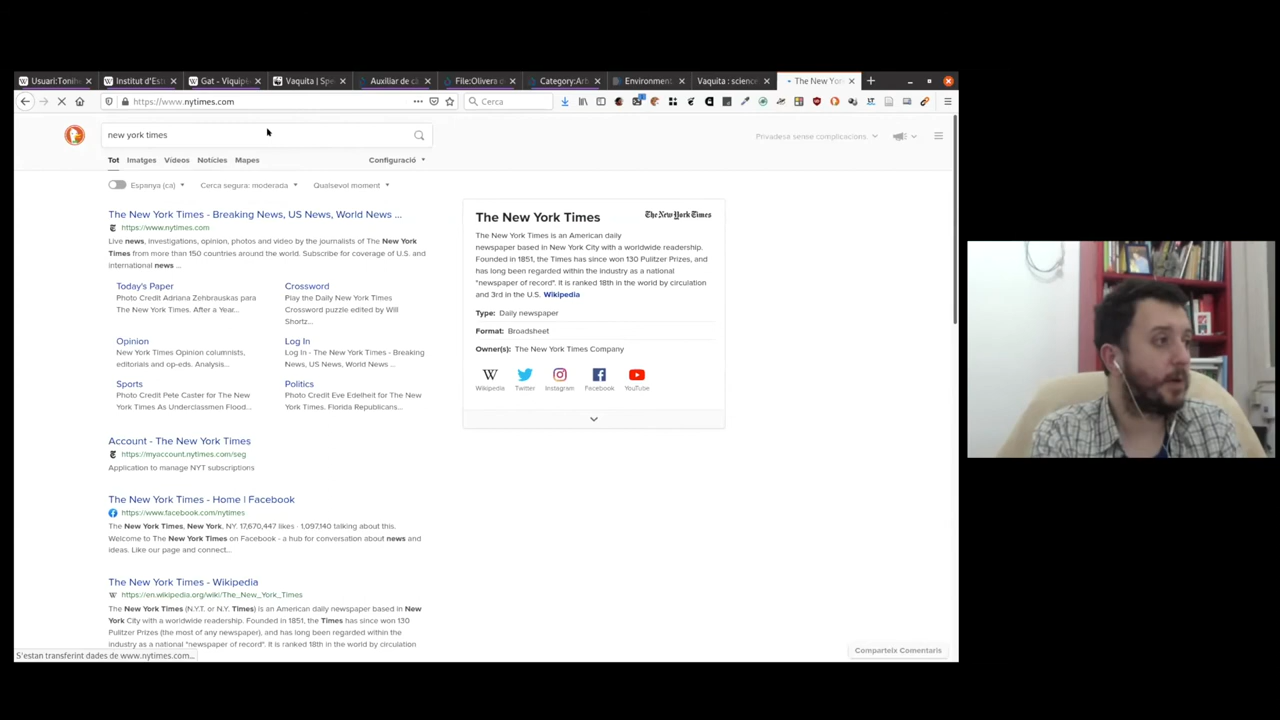 Usuari:Tonihe
Institut d'Est
Gat - Viquipè
Vaquita | Spe
Auxiliar de cà
File:Olivera d
Category:Arb
Environment
Vaquita : scienc
The New Yor
https://www.nytimes.com
Cerca
new york times
Privadesa sense complicacions.
Tot
Imatges
Vídeos
Notícies
Mapes
Configuració
Espanya (ca)
Cerca segura: moderada
Qualsevol moment
The New York Times - Breaking News, US News, World News ...
https://www.nytimes.com
Live news, investigations, opinion, photos and video by the journalists of The New York
Times from more than 150 countries around the world. Subscribe for coverage of U.S. and
international news ...
Today's Paper
Photo Credit Adriana Zehbrauskas for
The New York Times. After a Year...
Crossword
Play the Daily New York Times
Crossword puzzle edited by Will
Shortz...
Opinion
New York Times Opinion columnists,
editorials and op-eds. Analysis...
Log In
Log In - The New York Times - Breaking
News, US News, World News ...
Sports
Photo Credit Pete Caster for The New
York Times As Underclassmen Flood...
Politics
Photo Credit Eve Edelheit for The New
York Times. Florida Republicans...
Account - The New York Times
https://myaccount.nytimes.com/seg
Application to manage NYT subscriptions
The New York Times - Home | Facebook
https://www.facebook.com/nytimes
The New York Times, New York, NY. 17,670,447 likes · 1,097,140 talking about this.
Welcome to The New York Times on Facebook - a hub for conversation about news and
ideas. Like our page and connect...
The New York Times - Wikipedia
https://en.wikipedia.org/wiki/The_New_York_Times
The New York Times (N.Y.T. or N.Y. Times) is an American daily newspaper based in New
York City with a worldwide readership. Founded in 1851, the Times has since won 130
Pulitzer Prizes (the most of any newspaper), and has long been regarded within the
industry as a national "newspaper of record". It is ranked 18th in the world by circulation
The New York Times
The New York Times
The New York Times is an American daily
newspaper based in New York City with a worldwide readership.
Founded in 1851, the Times has since won 130 Pulitzer Prizes, and
has long been regarded within the industry as a national
"newspaper of record". It is ranked 18th in the world by circulation
and 3rd in the U.S. Wikipedia
Type: Daily newspaper
Format: Broadsheet
Owner(s): The New York Times Company
W
Wikipedia
Twitter
Instagram
Facebook
YouTube
S'estan transferint dades de www.nytimes.com...
Comparteix Comentaris